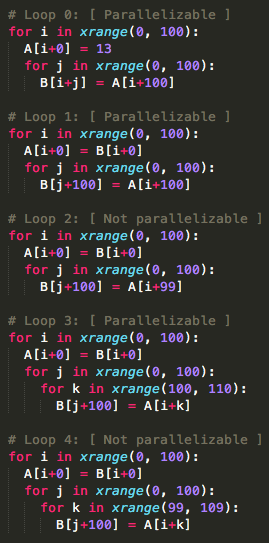 # Loop 0: [ Parallelizable ]
for i in xrange(0, 100):
  A[i+0] = 13
  for j in xrange(0, 100):
    B[i+j] = A[i+100]

# Loop 1: [ Parallelizable ]
for i in xrange(0, 100):
  A[i+0] = B[i+0]
  for j in xrange(0, 100):
    B[j+100] = A[i+100]

# Loop 2: [ Not parallelizable ]
for i in xrange(0, 100):
  A[i+0] = B[i+0]
  for j in xrange(0, 100):
    B[j+100] = A[i+99]

# Loop 3: [ Parallelizable ]
for i in xrange(0, 100):
  A[i+0] = B[i+0]
  for j in xrange(0, 100):
    for k in xrange(100, 110):
      B[j+100] = A[i+k]

# Loop 4: [ Not parallelizable ]
for i in xrange(0, 100):
  A[i+0] = B[i+0]
  for j in xrange(0, 100):
    for k in xrange(99, 109):
      B[j+100] = A[i+k]